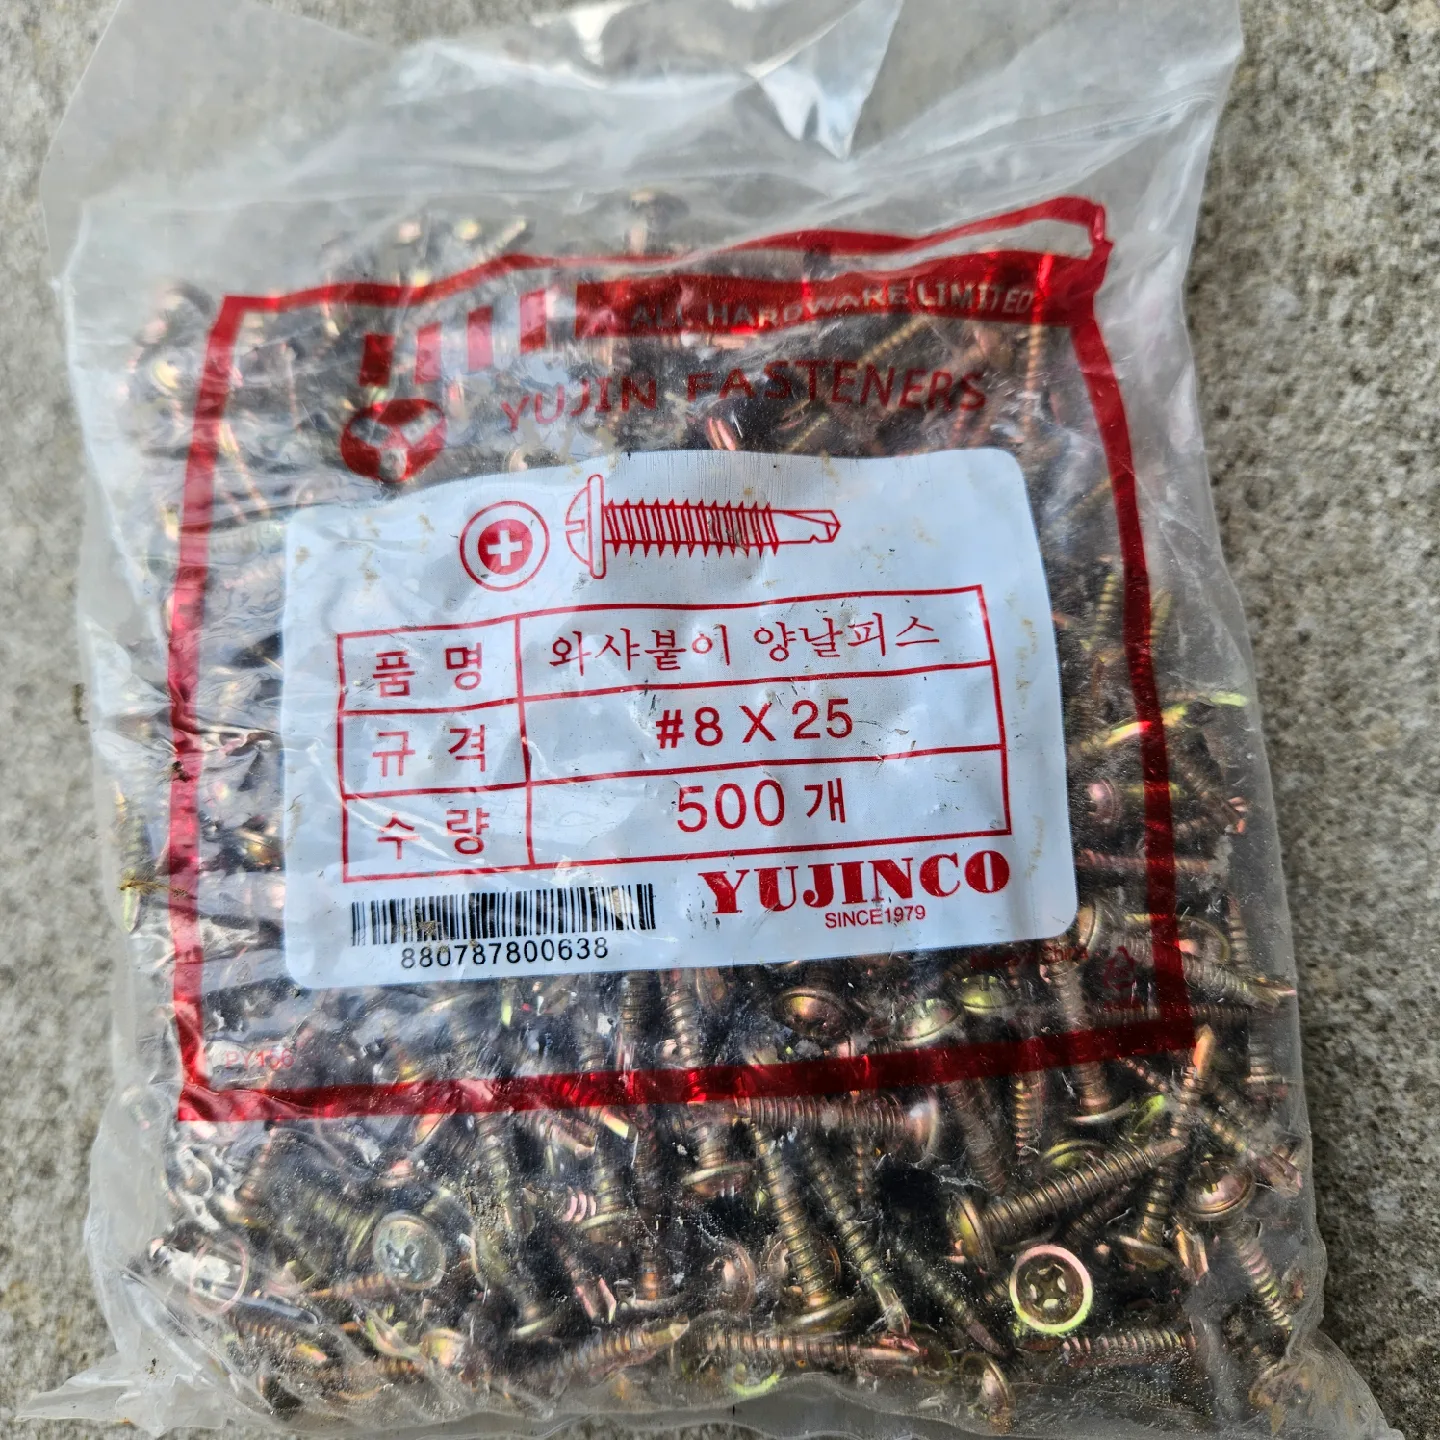 ALL HARDWARE LIMITED
YUJIN FASTENERS
품 명 와샤붙이 양날피스
규 격 #8 X 25
수 량 500 개
YUJINCO
SINCE1979
880787800638